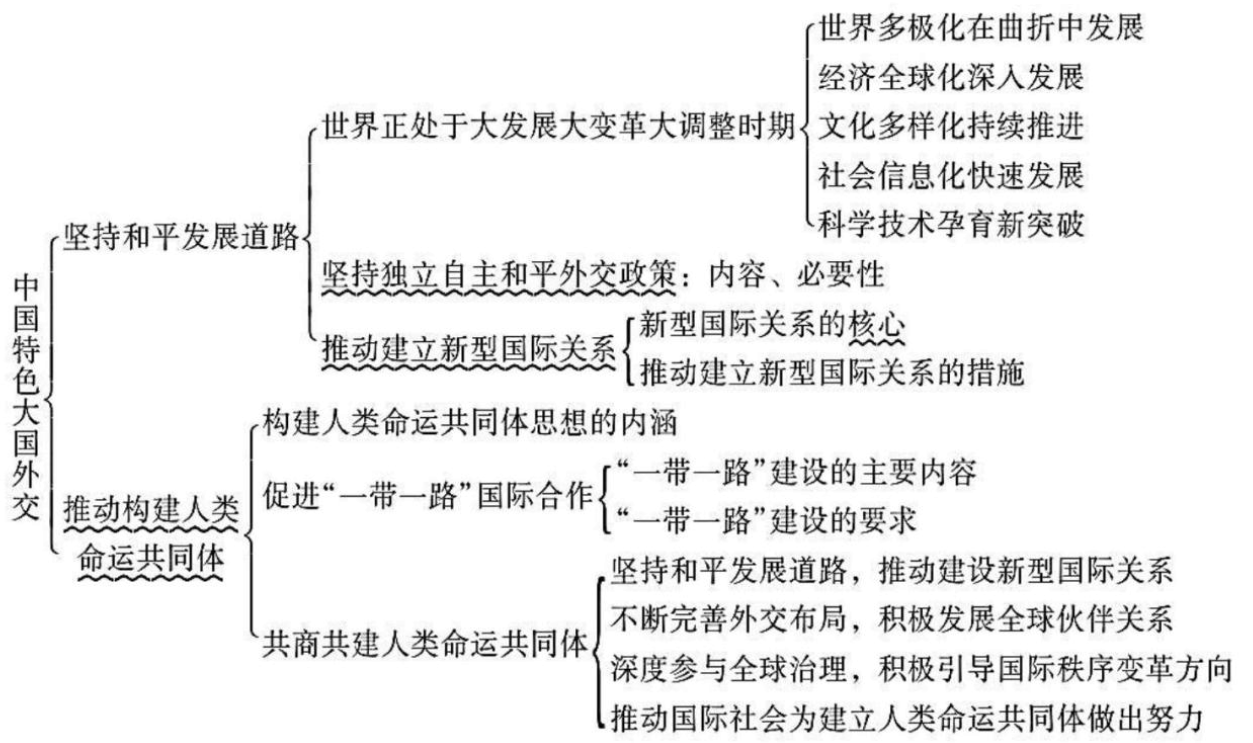 中国特色大国外交
坚持和平发展道路
世界正处于大发展大变革大调整时期
世界多极化在曲折中发展
经济全球化深入发展
文化多样化持续推进
社会信息化快速发展
科学技术孕育新突破
坚持独立自主和平外交政策：内容、必要性
推动建立新型国际关系
新型国际关系的核心
推动建立新型国际关系的措施
推动构建人类
命运共同体
构建人类命运共同体思想的内涵
促进“一带一路”国际合作
“一带一路”建设的主要内容
“一带一路”建设的要求
共商共建人类命运共同体
坚持和平发展道路，推动建设新型国际关系
不断完善外交布局，积极发展全球伙伴关系
深度参与全球治理，积极引导国际秩序变革方向
推动国际社会为建立人类命运共同体做出努力